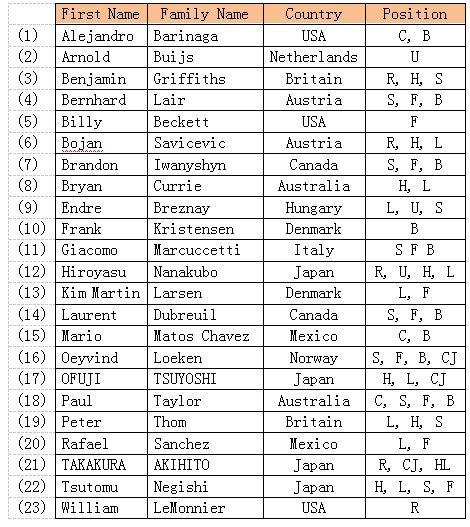 First Name Family Name Country Position
(1) Alejandro Barinaga USA C, B
(2) Arnold Buijs Netherlands U
(3) Benjamin Griffiths Britain R, H, S
(4) Bernhard Lair Austria S, F, B
(5) Billy Beckett USA F
(6) Bojan Savicevic Austria R, H, L
(7) Brandon Iwanyshyn Canada S, F, B
(8) Bryan Currie Australia H, L
(9) Endre Breznay Hungary L, U, S
(10) Frank Kristensen Denmark B
(11) Giacomo Marcuccetti Italy S F B
(12) Hiroyasu Nanakubo Japan R, U, H, L
(13) Kim Martin Larsen Denmark L, F
(14) Laurent Dubreuil Canada S, F, B
(15) Mario Matos Chavez Mexico C, B
(16) Oeyvind Loeken Norway S, F, B, CJ
(17) OFUJI TSUYOSHI Japan H, L, CJ
(18) Paul Taylor Australia C, S, F, B
(19) Peter Thom Britain L, H, S
(20) Rafael Sanchez Mexico L, F
(21) TAKAKURA AKIHITO Japan R, CJ, HL
(22) Tsutomu Negishi Japan H, L, S, F
(23) William LeMonnier USA R